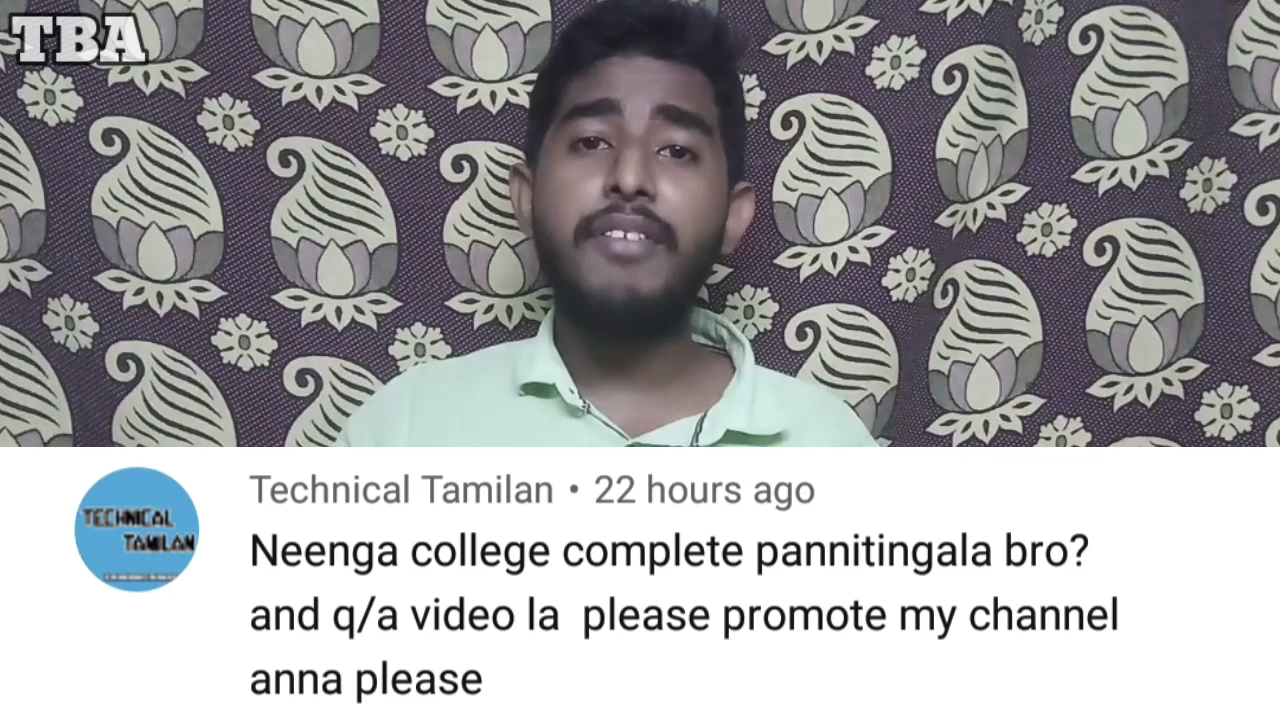 TBA
Technical Tamilan • 22 hours ago
TECHNICAL
TAMILAN
Neenga college complete pannitingala bro?
and q/a video la please promote my channel
anna please